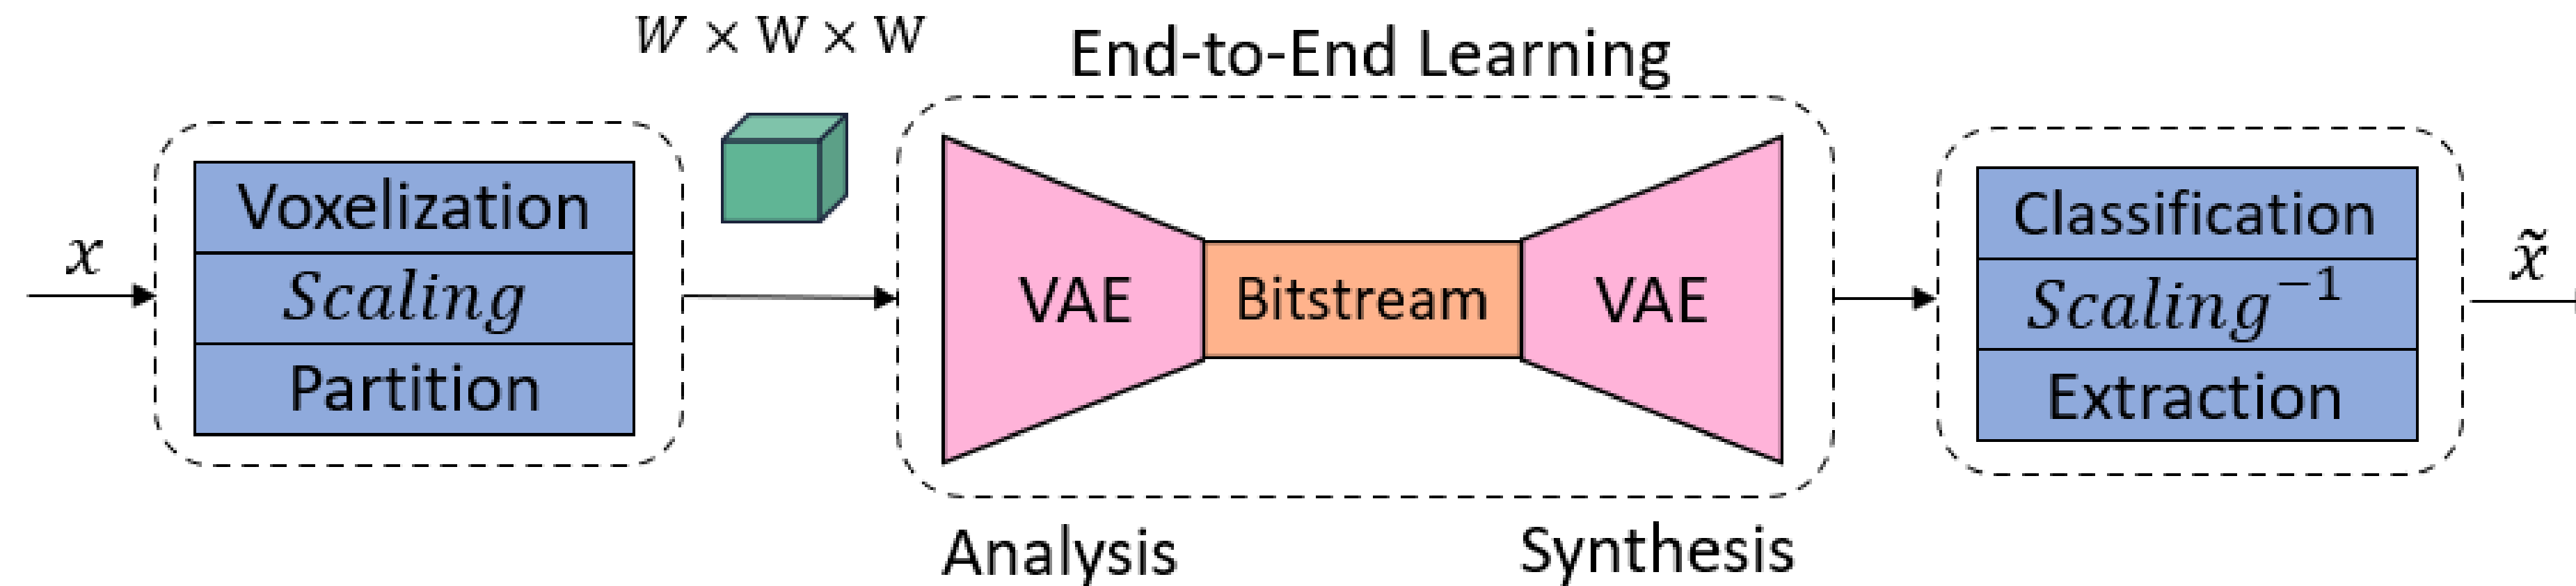 W × W × W
End-to-End Learning
x
Voxelization
Scaling
Partition
VAE
Bitstream
VAE
Analysis
Synthesis
Classification
Scaling⁻¹
Extraction
x̃